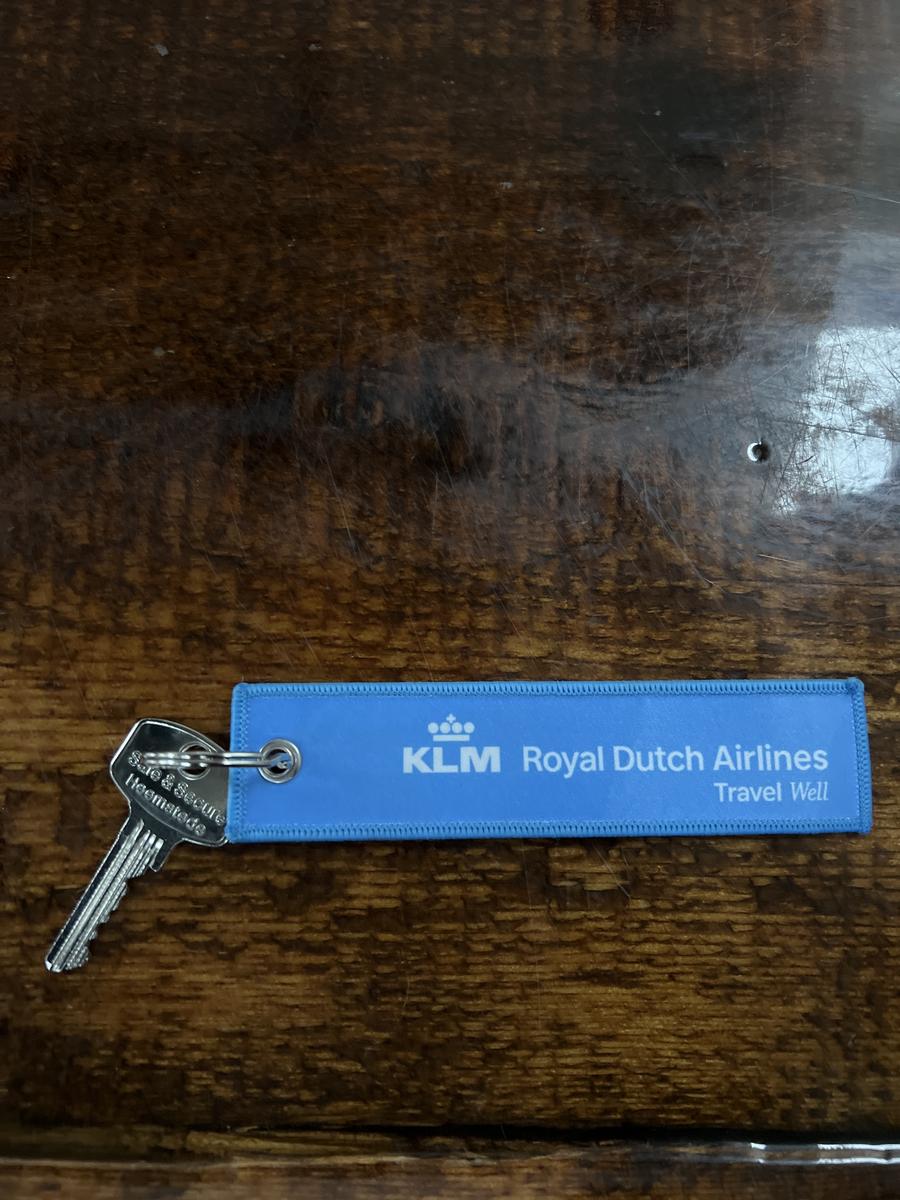 Safe & Secure
Heemstede
KLM Royal Dutch Airlines
Travel Well